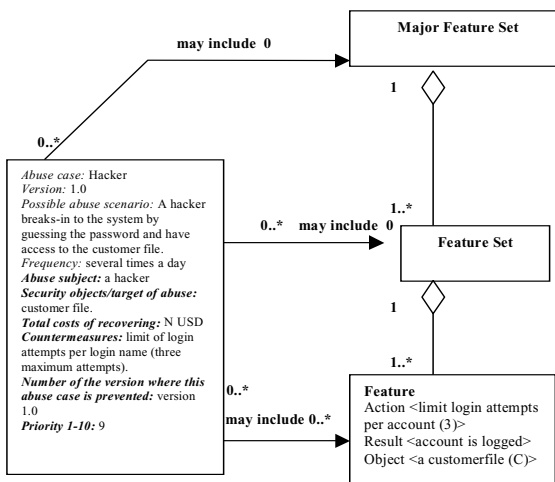 may include 0
Major Feature Set
1
0..*
Abuse case: Hacker
Version: 1.0
Possible abuse scenario: A hacker
breaks-in to the system by
guessing the password and have
access to the customer file.
Frequency: several times a day
Abuse subject: a hacker
Security objects/target of abuse:
customer file.
Total costs of recovering: N USD
Countermeasures: limit of login
attempts per login name (three
maximum attempts).
Number of the version where this
abuse case is prevented: version
1.0
Priority 1-10: 9
1..*
0..* may include 0
Feature Set
1
1..*
0..*
may include 0..*
Feature
Action <limit login attempts
per account (3)>
Result <account is logged>
Object <a customerfile (C)>